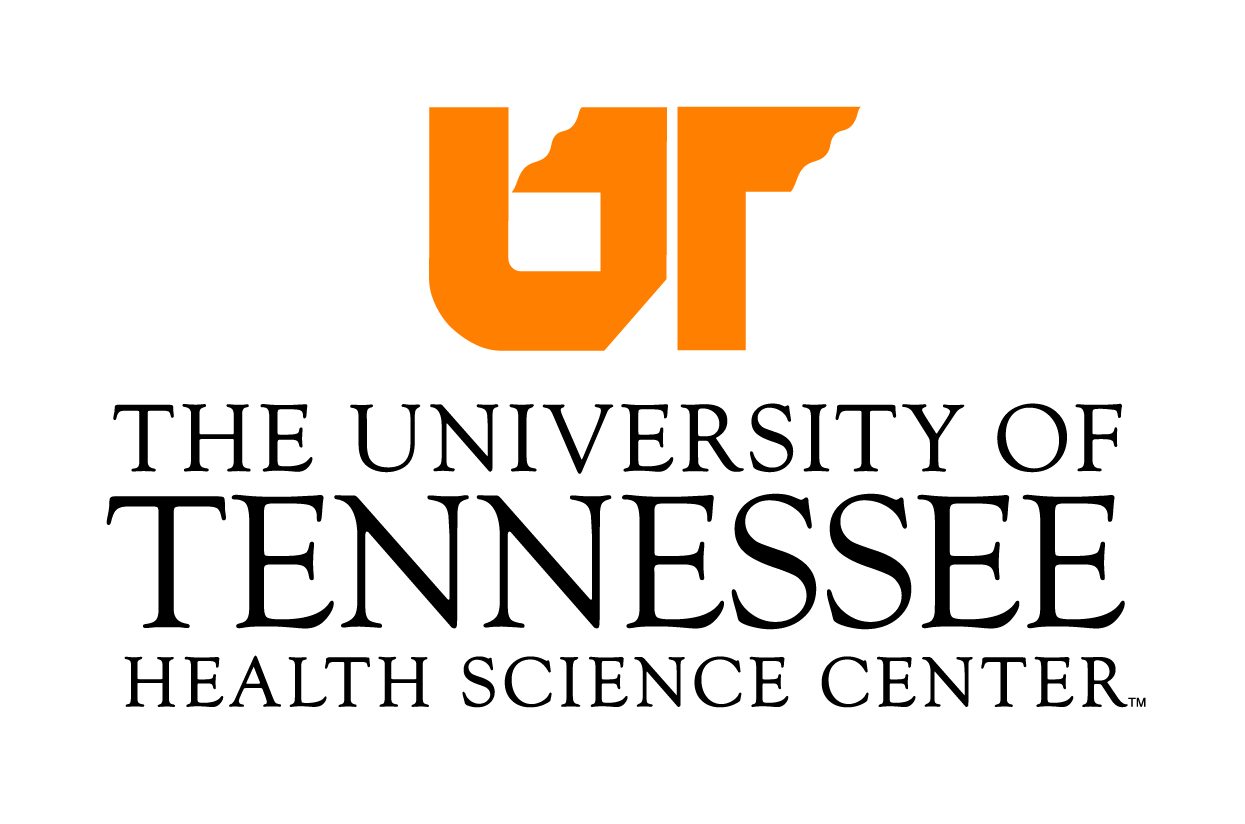 UT
THE UNIVERSITY OF
TENNESSEE
HEALTH SCIENCE CENTER™